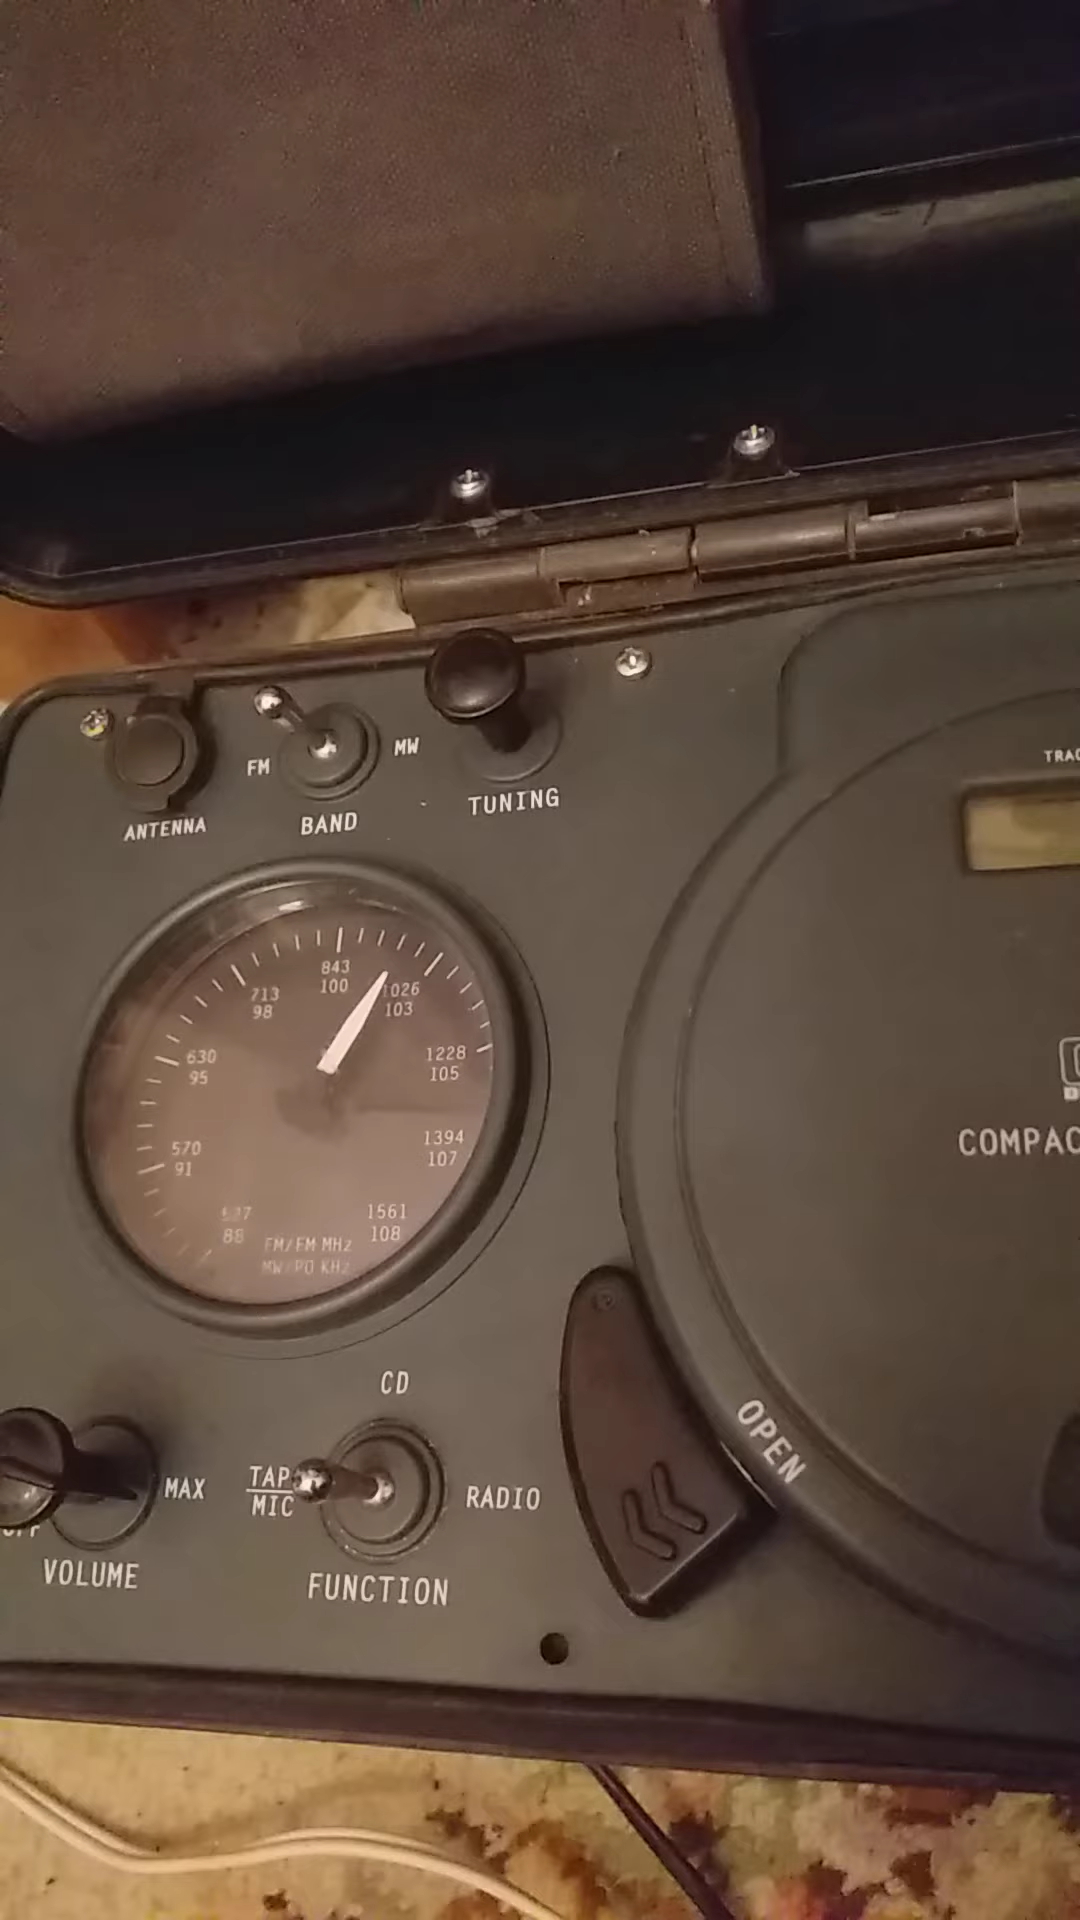 FM
MW
ANTENNA
BAND
TUNING
843
100
1026
103
713
98
630
95
1228
105
570
91
1394
107
88
1561
108
FM/FM MHz
MW/PO KHz
CD
TAP
MIC
RADIO
MAX
VOLUME
FUNCTION
OPEN
TRAC
COMPAC